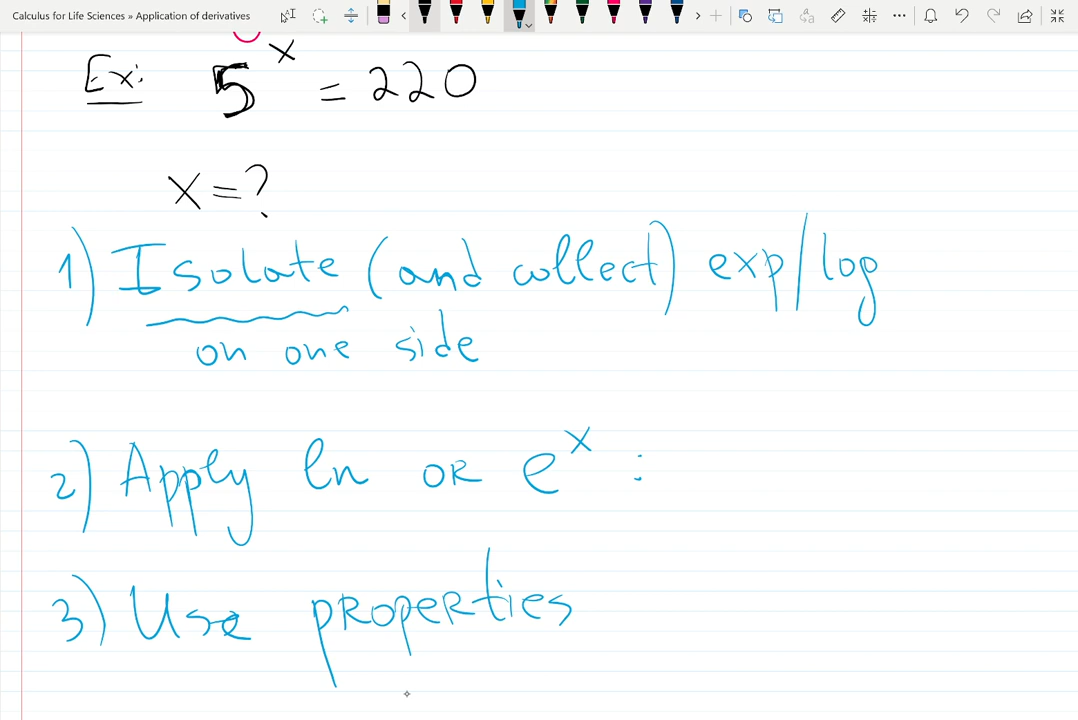 Calculus for Life Sciences » Application of derivatives
Ex: 5^x = 220
x = ?
1) Isolate (and collect) exp/log
on one side
2) Apply ln OR e^x :
3) Use properties